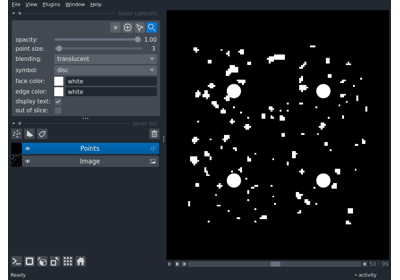 File View Plugins Window Help
layer controls
opacity: 1.00
point size: 3
blending: translucent
symbol: disc
face color: white
edge color: white
display text:
out of slice:
layer list
Points
Image
50 99
Ready
activity